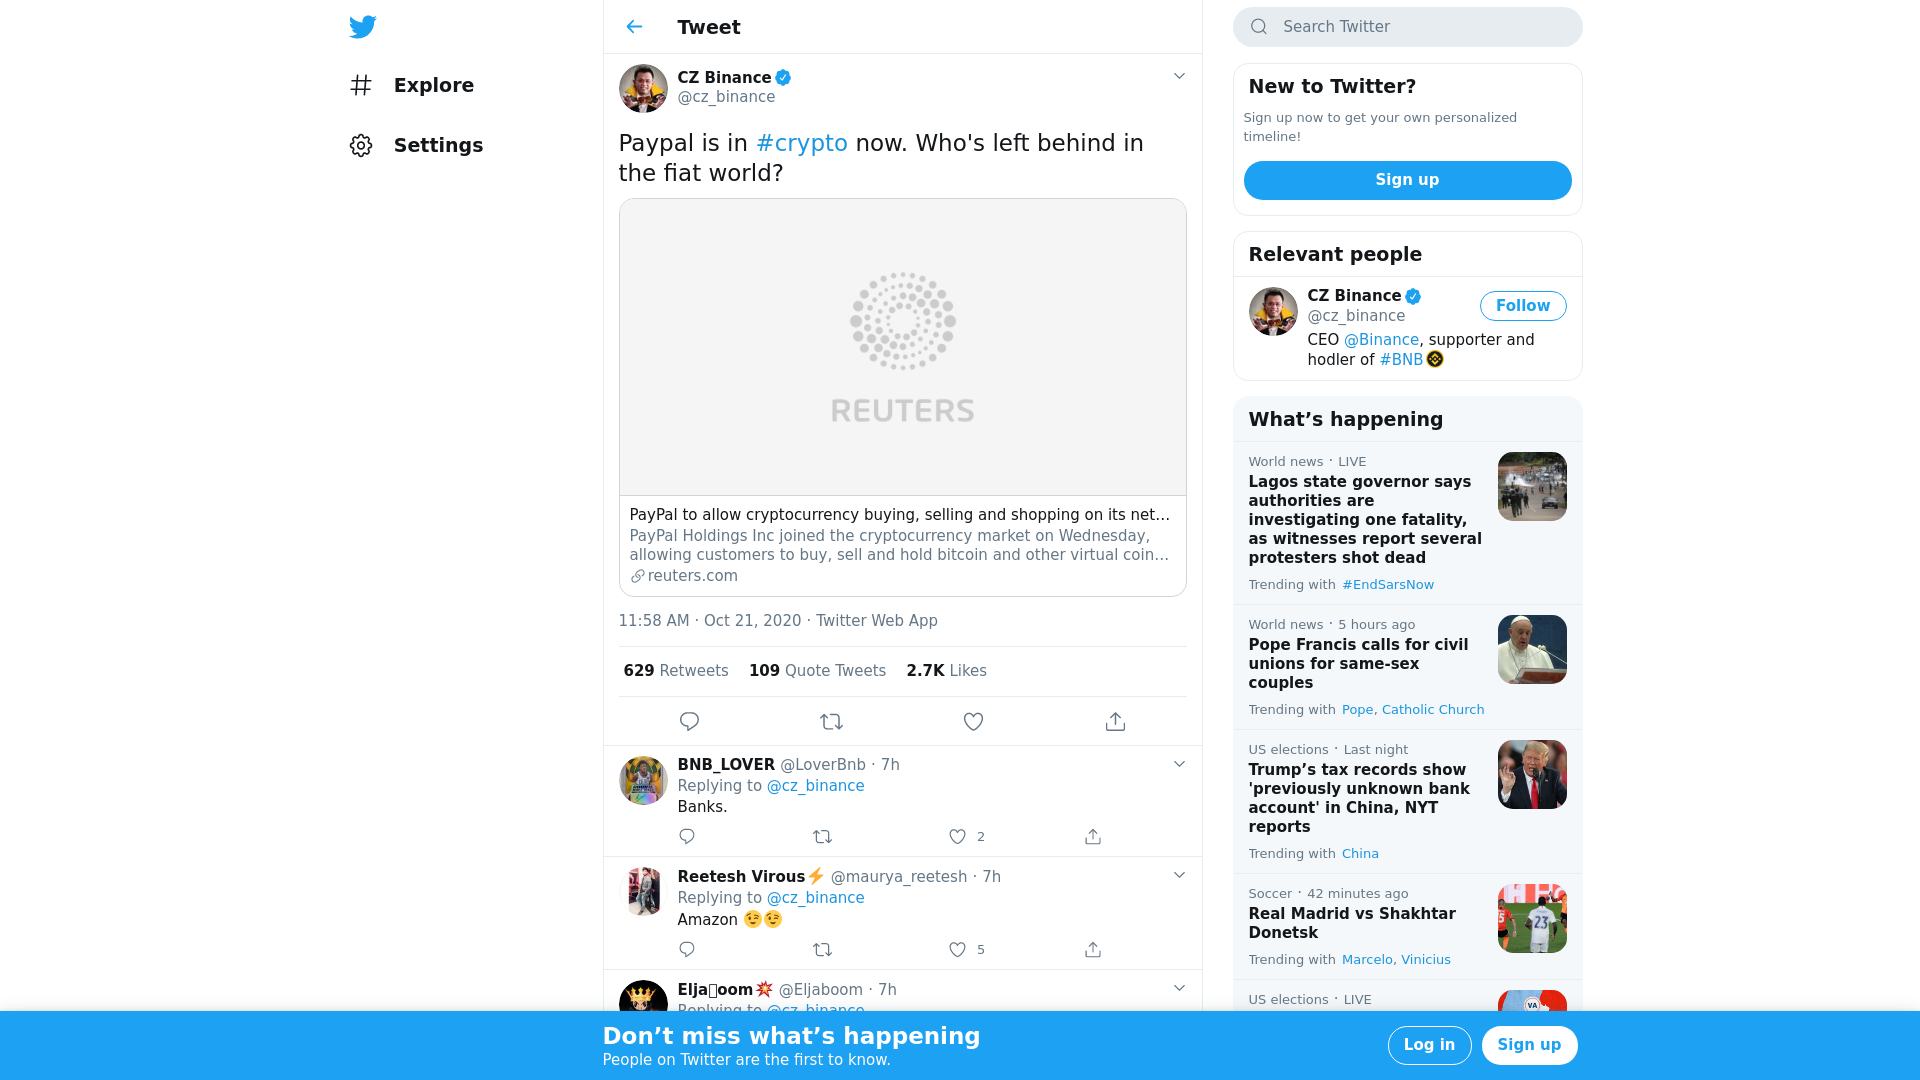 Explore
Settings
Tweet
CZ Binance
@cz_binance
Paypal is in #crypto now. Who's left behind in
the fiat world?
REUTERS
PayPal to allow cryptocurrency buying, selling and shopping on its net...
PayPal Holdings Inc joined the cryptocurrency market on Wednesday,
allowing customers to buy, sell and hold bitcoin and other virtual coin...
reuters.com
11:58 AM · Oct 21, 2020 · Twitter Web App
629 Retweets 109 Quote Tweets 2.7K Likes
BNB_LOVER @LoverBnb · 7h
Replying to @cz_binance
Banks.
2
Reetesh Virous⚡ @maurya_reetesh · 7h
Replying to @cz_binance
Amazon 😉😉
5
Elja▯oom💥 @Eljaboom · 7h
Replying to @cz_binance
Search Twitter
New to Twitter?
Sign up now to get your own personalized
timeline!
Sign up
Relevant people
CZ Binance
@cz_binance
Follow
CEO @Binance, supporter and
hodler of #BNB
What’s happening
World news · LIVE
Lagos state governor says
authorities are
investigating one fatality,
as witnesses report several
protesters shot dead
Trending with #EndSarsNow
World news · 5 hours ago
Pope Francis calls for civil
unions for same-sex
couples
Trending with Pope, Catholic Church
US elections · Last night
Trump’s tax records show
'previously unknown bank
account' in China, NYT
reports
Trending with China
Soccer · 42 minutes ago
Real Madrid vs Shakhtar
Donetsk
Trending with Marcelo, Vinicius
23
US elections · LIVE
VA
Don’t miss what’s happening
People on Twitter are the first to know.
Log in
Sign up